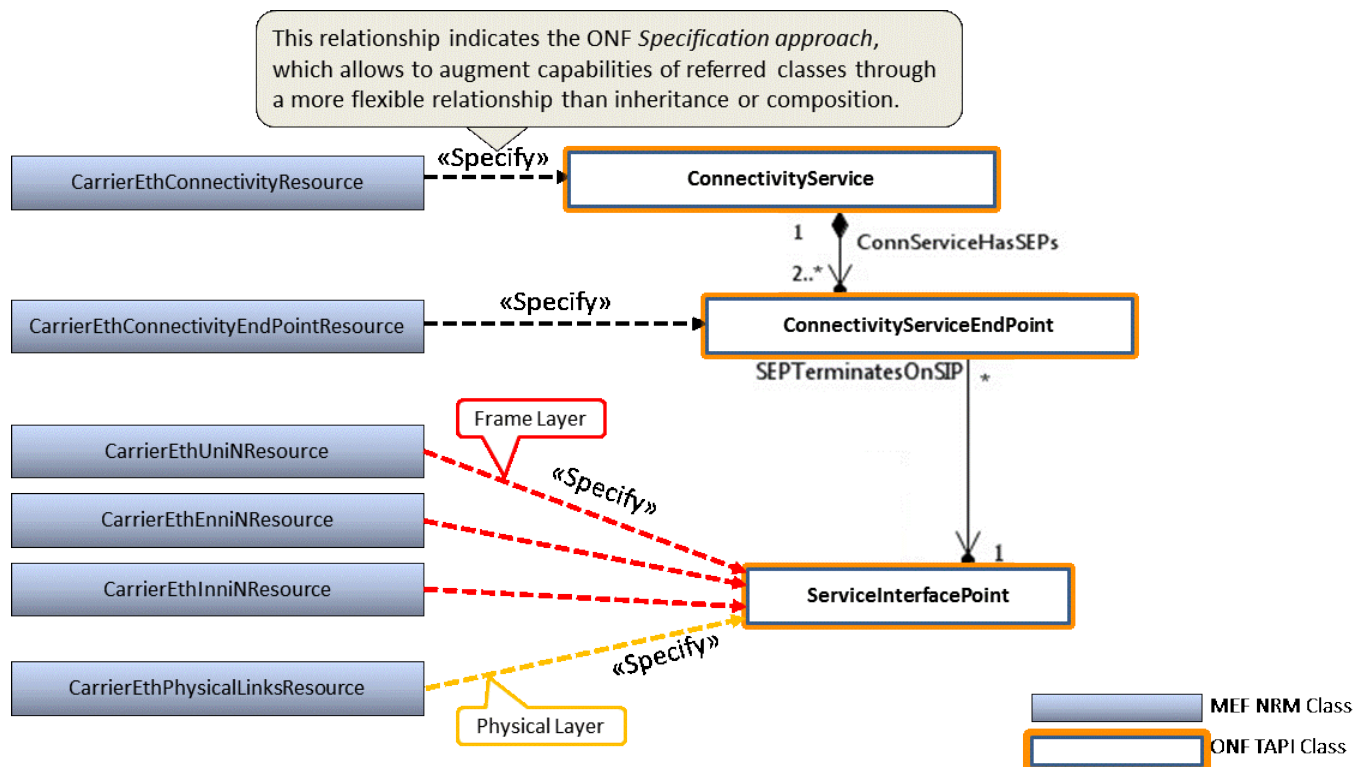 This relationship indicates the ONF Specification approach,
which allows to augment capabilities of referred classes through
a more flexible relationship than inheritance or composition.
«Specify»
CarrierEthConnectivityResource
ConnectivityService
1
ConnServiceHasSEPs
2..*
«Specify»
CarrierEthConnectivityEndPointResource
ConnectivityServiceEndPoint
SEPTerminatesOnSIP
*
Frame Layer
CarrierEthUniNResource
«Specify»
CarrierEthEnniNResource
1
CarrierEthInniNResource
ServiceInterfacePoint
«Specify»
CarrierEthPhysicalLinksResource
Physical Layer
MEF NRM Class
ONF TAPI Class